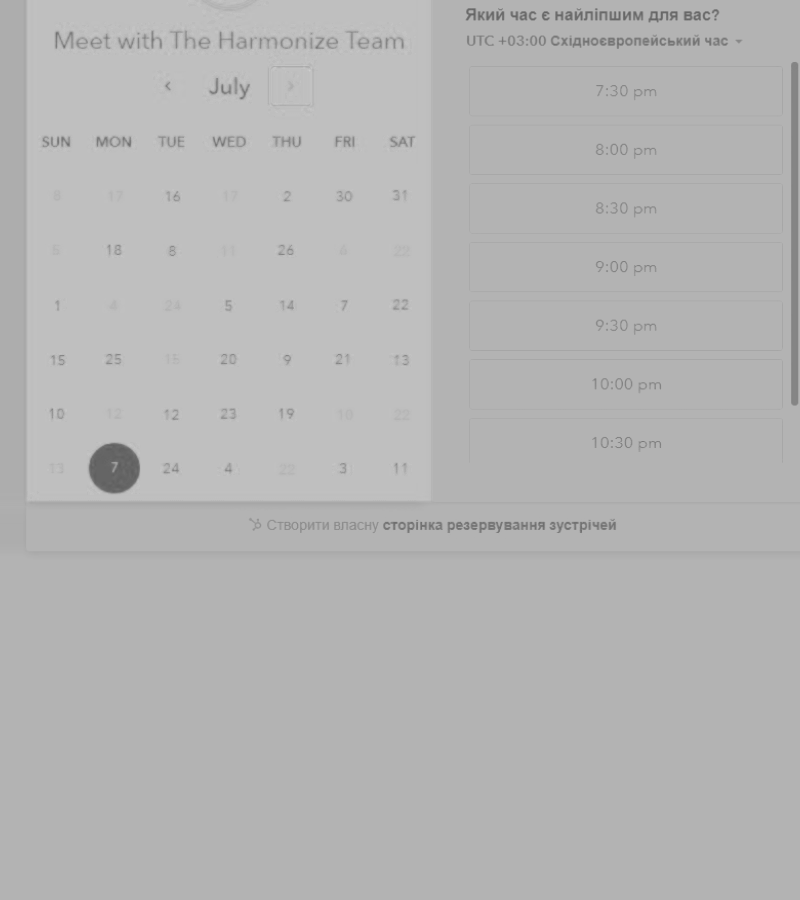 Meet with The Harmonize Team
July
SUN MON TUE WED THU FRI SAT
8 17 16 17 2 30 31
18 8 11 26 22
1 4 24 5 14 7 22
15 25 20 9 21 13
10 12 12 23 19 10 22
13 7 24 4 22 3 11
Який час є найліпшим для вас?
UTC +03:00 Східноєвропейський час
7:30 pm
8:00 pm
8:30 pm
9:00 pm
9:30 pm
10:00 pm
10:30 pm
Створити власну сторінка резервування зустрічей